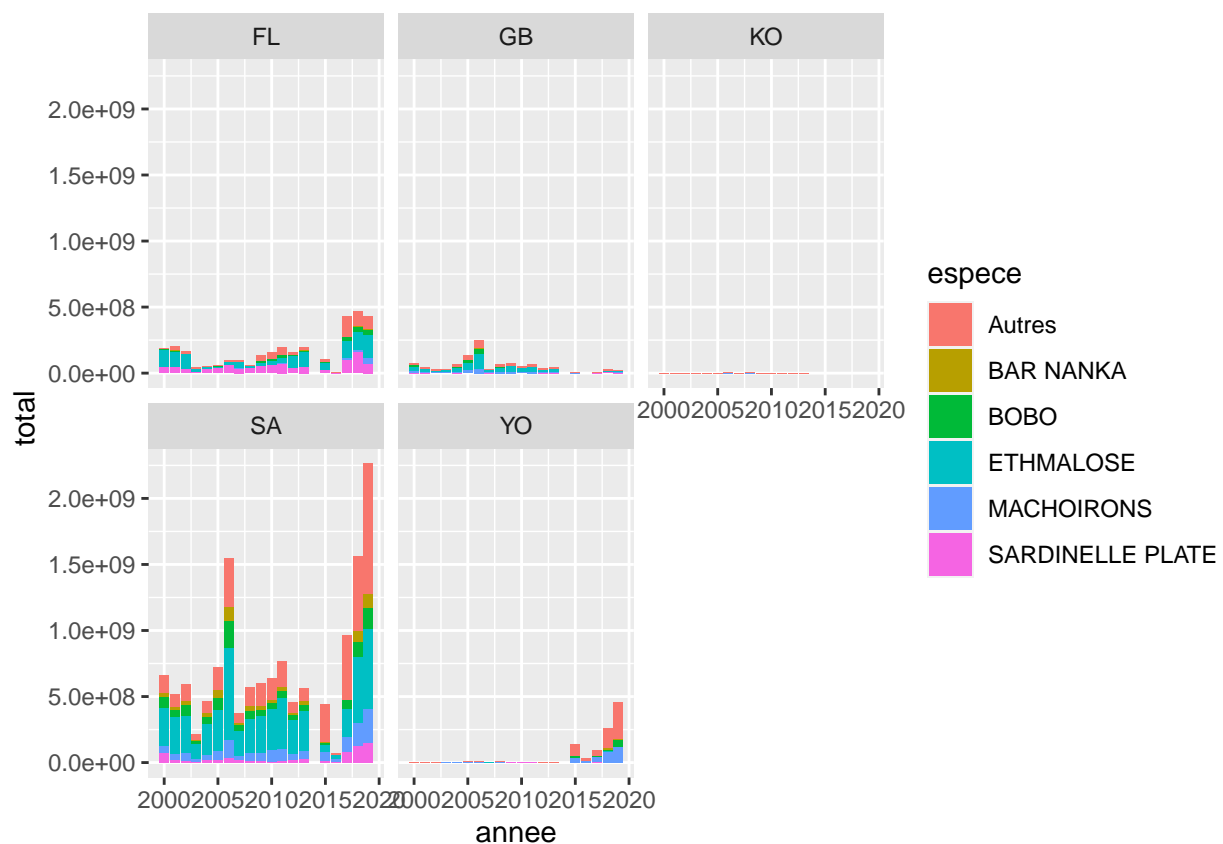 FL GB KO
2.0e+09
1.5e+09
1.0e+09
5.0e+08
0.0e+00
2000 2005 2010 2015 2020
SA YO
2.0e+09
1.5e+09
1.0e+09
5.0e+08
0.0e+00
2000 2005 2010 2015 2020 2000 2005 2010 2015 2020
annee
total
espece
Autres
BAR NANKA
BOBO
ETHMALOSE
MACHOIRONS
SARDINELLE PLATE